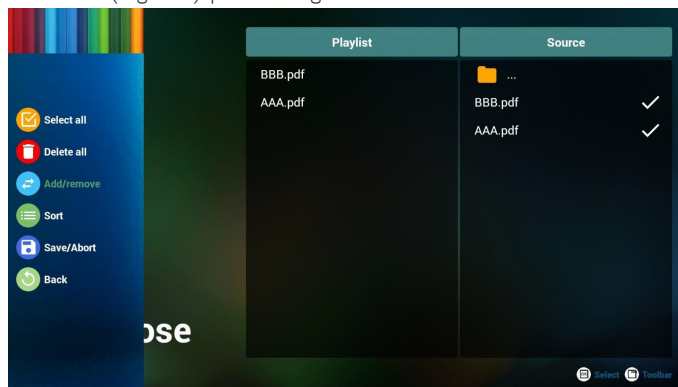 Playlist
Source
BBB.pdf
AAA.pdf
...
BBB.pdf
AAA.pdf
Select all
Delete all
Add/remove
Sort
Save/Abort
Back
ose
Select
Toolbar